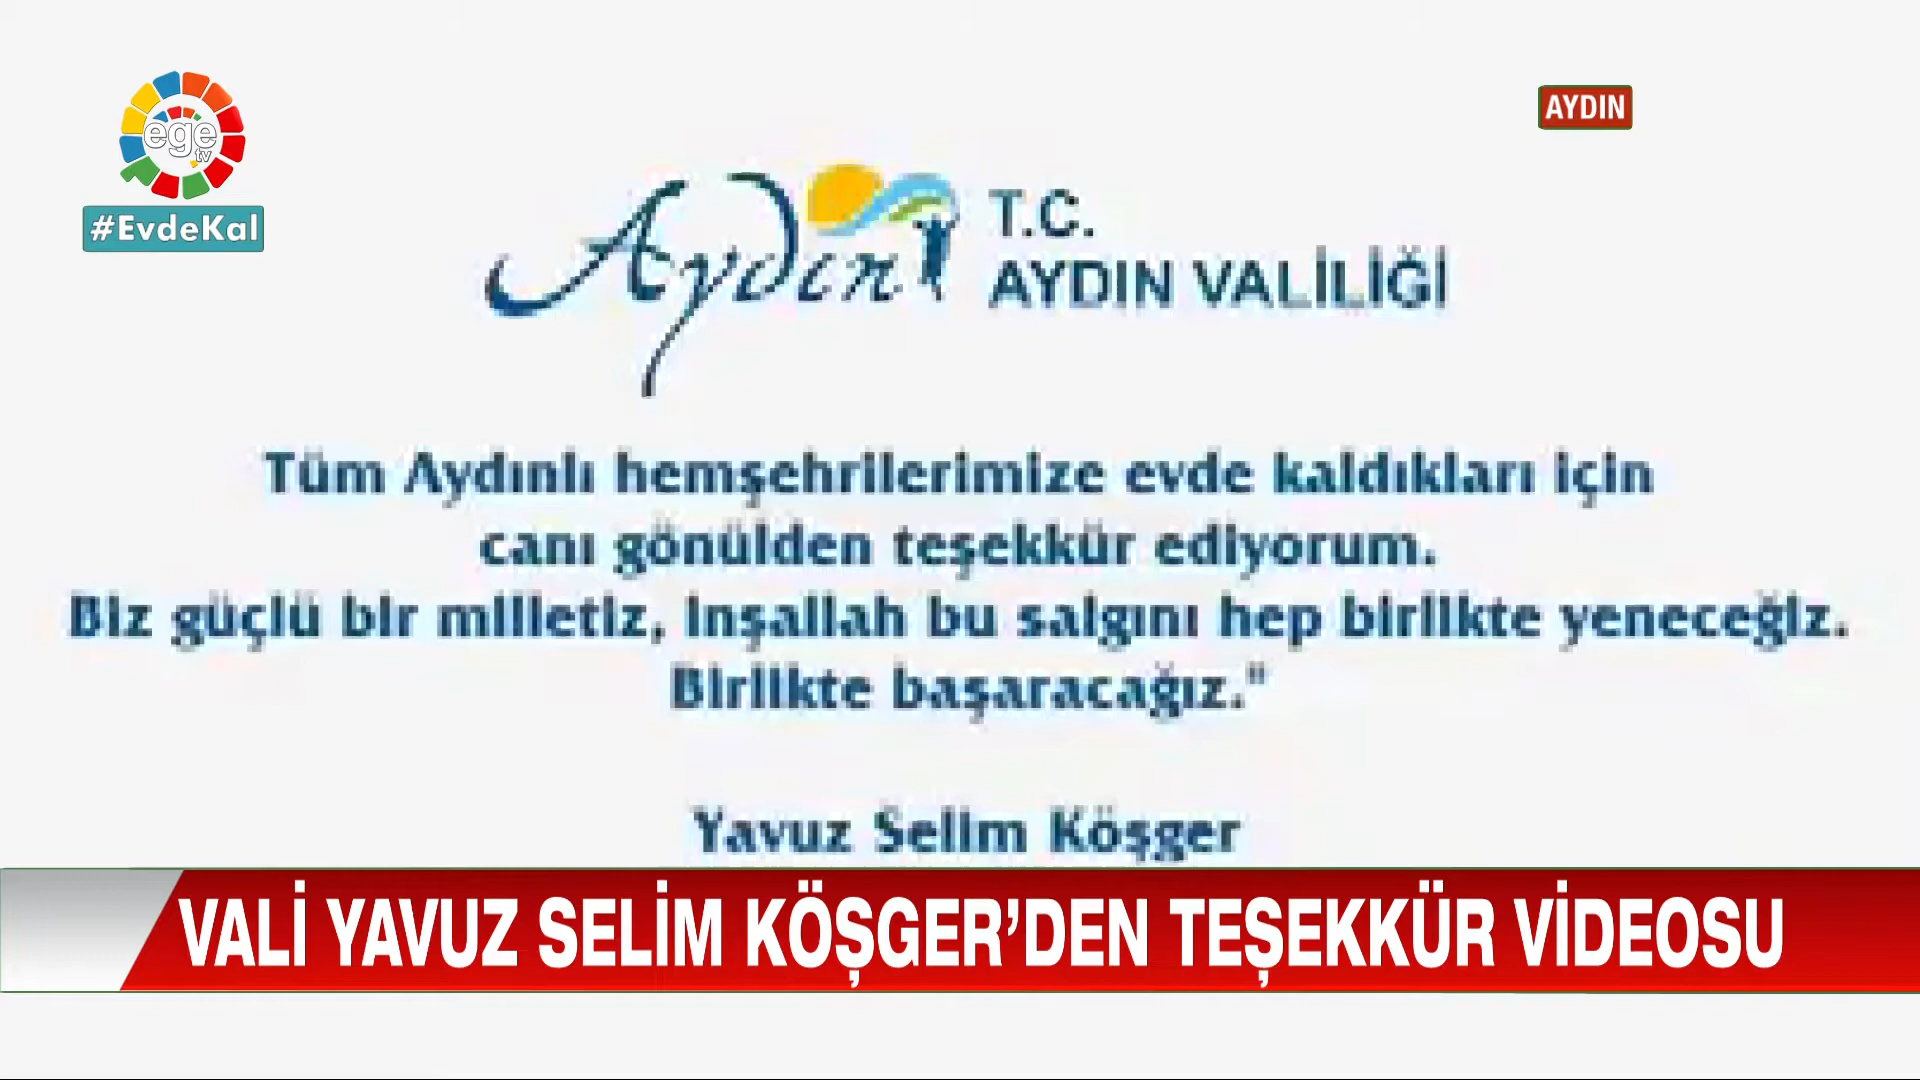 ege
tv
#EvdeKal
AYDIN
Aydın
T.C.
AYDIN VALİLİĞİ
Tüm Aydınlı hemşehrilerimize evde kaldıkları için
canı gönülden teşekkür ediyorum.
Biz güçlü bir milletiz, inşallah bu salgını hep birlikte yeneceğiz.
Birlikte başaracağız."
Yavuz Selim Köşger
VALİ YAVUZ SELİM KÖŞGER’DEN TEŞEKKÜR VİDEOSU